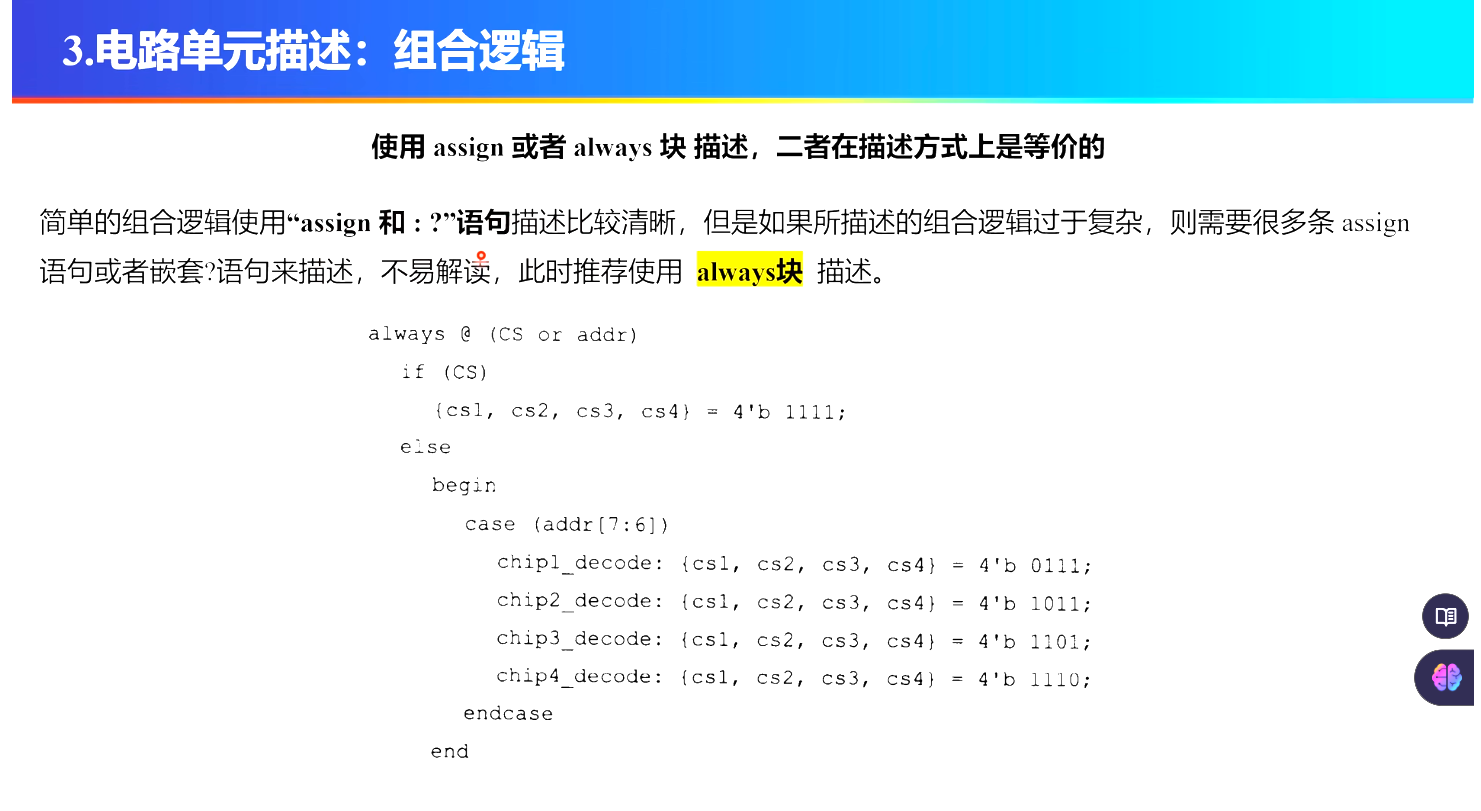 3.电路单元描述：组合逻辑
使用 assign 或者 always 块 描述，二者在描述方式上是等价的
简单的组合逻辑使用“assign 和 : ?”语句描述比较清晰，但是如果所描述的组合逻辑过于复杂，则需要很多条 assign
语句或者嵌套?语句来描述，不易解读，此时推荐使用 always块 描述。
always @ (CS or addr)
if (CS)
{cs1, cs2, cs3, cs4} = 4'b 1111;
else
begin
case (addr[7:6])
chip1_decode: {cs1, cs2, cs3, cs4} = 4'b 0111;
chip2_decode: {cs1, cs2, cs3, cs4} = 4'b 1011;
chip3_decode: {cs1, cs2, cs3, cs4} = 4'b 1101;
chip4_decode: {cs1, cs2, cs3, cs4} = 4'b 1110;
endcase
end